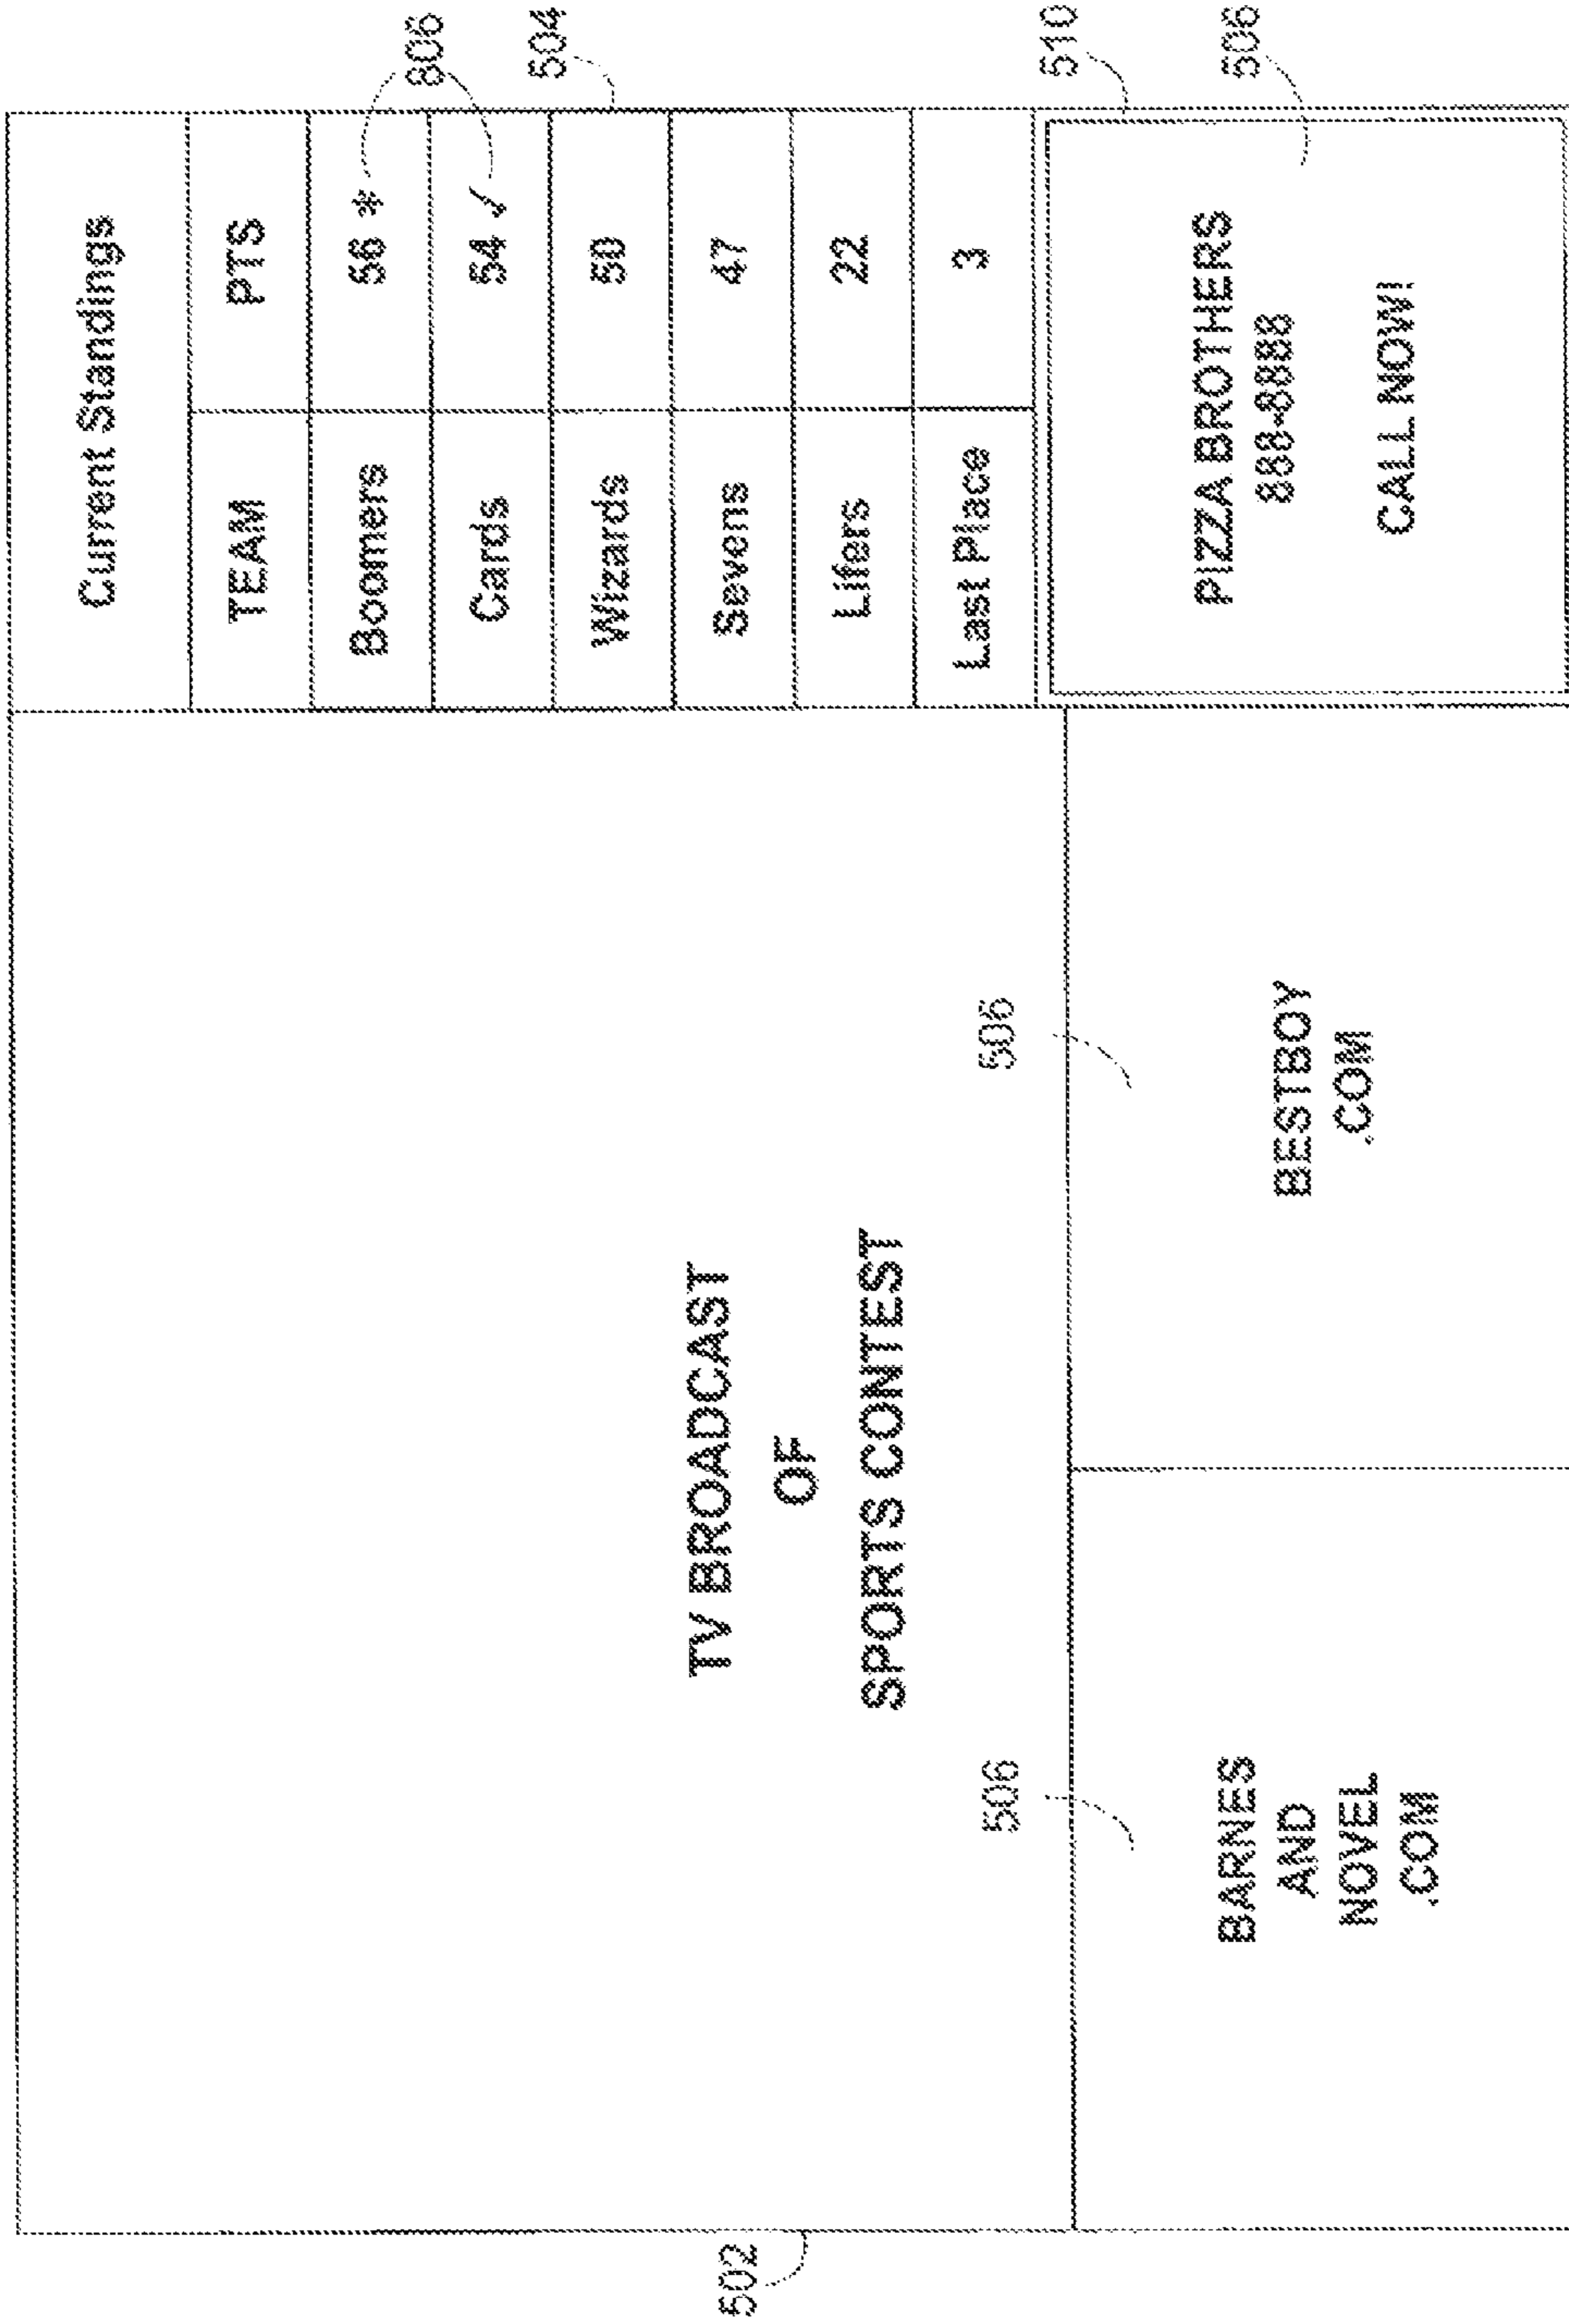 Current Standings
TEAM PTS
Boomers 56 *
Cards 54 ✓
Wizards 50
Sevens 47
Lifers 22
Last Place 3
806
504
510
506
502
TV BROADCAST
OF
SPORTS CONTEST
506
506
BARNES
AND
NOVEL
.COM
BESTBOY
.COM
PIZZA BROTHERS
888-8888
CALL NOW!